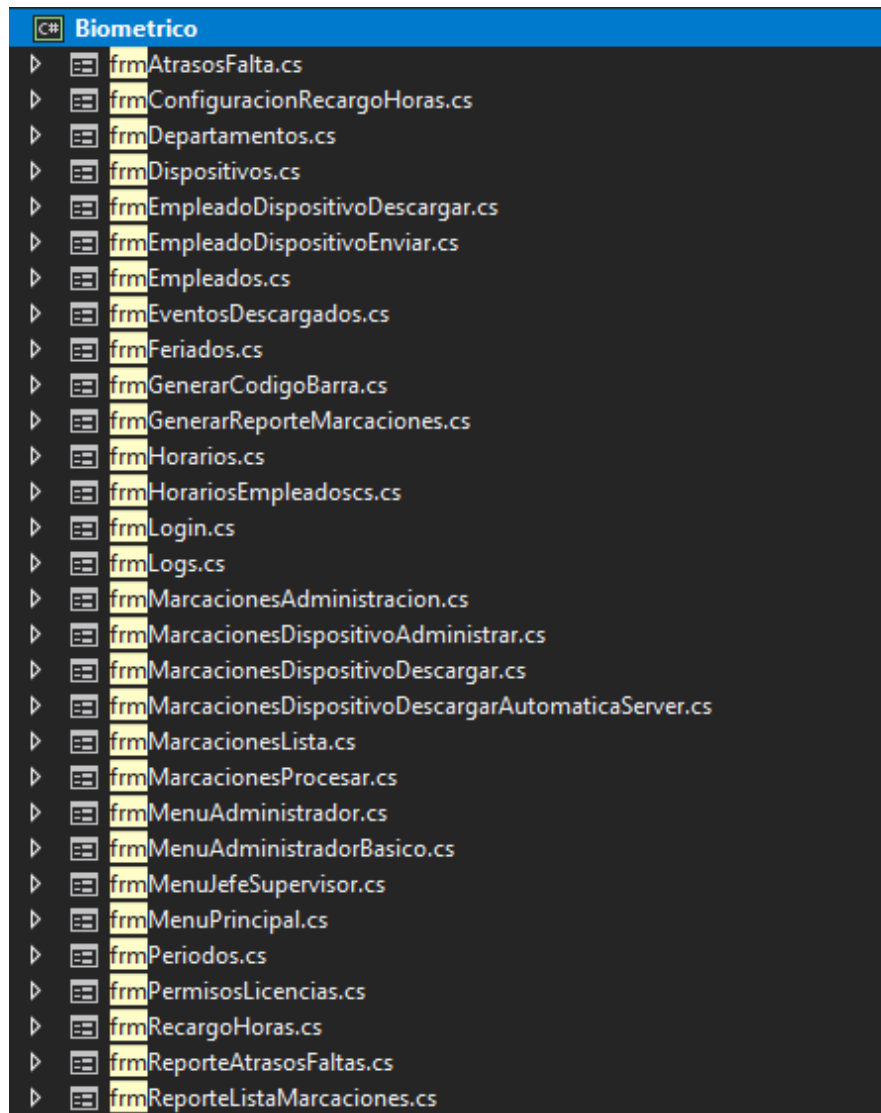 C# Biometrico
frmAtrasosFalta.cs
frmConfiguracionRecargoHoras.cs
frmDepartamentos.cs
frmDispositivos.cs
frmEmpleadoDispositivoDescargar.cs
frmEmpleadoDispositivoEnviar.cs
frmEmpleados.cs
frmEventosDescargados.cs
frmFeriados.cs
frmGenerarCodigoBarra.cs
frmGenerarReporteMarcaciones.cs
frmHorarios.cs
frmHorariosEmpleadoscs.cs
frmLogin.cs
frmLogs.cs
frmMarcacionesAdministracion.cs
frmMarcacionesDispositivoAdministrar.cs
frmMarcacionesDispositivoDescargar.cs
frmMarcacionesDispositivoDescargarAutomaticaServer.cs
frmMarcacionesLista.cs
frmMarcacionesProcesar.cs
frmMenuAdministrador.cs
frmMenuAdministradorBasico.cs
frmMenuJefeSupervisor.cs
frmMenuPrincipal.cs
frmPeriodos.cs
frmPermisosLicencias.cs
frmRecargoHoras.cs
frmReporteAtrasosFaltas.cs
frmReporteListaMarcaciones.cs